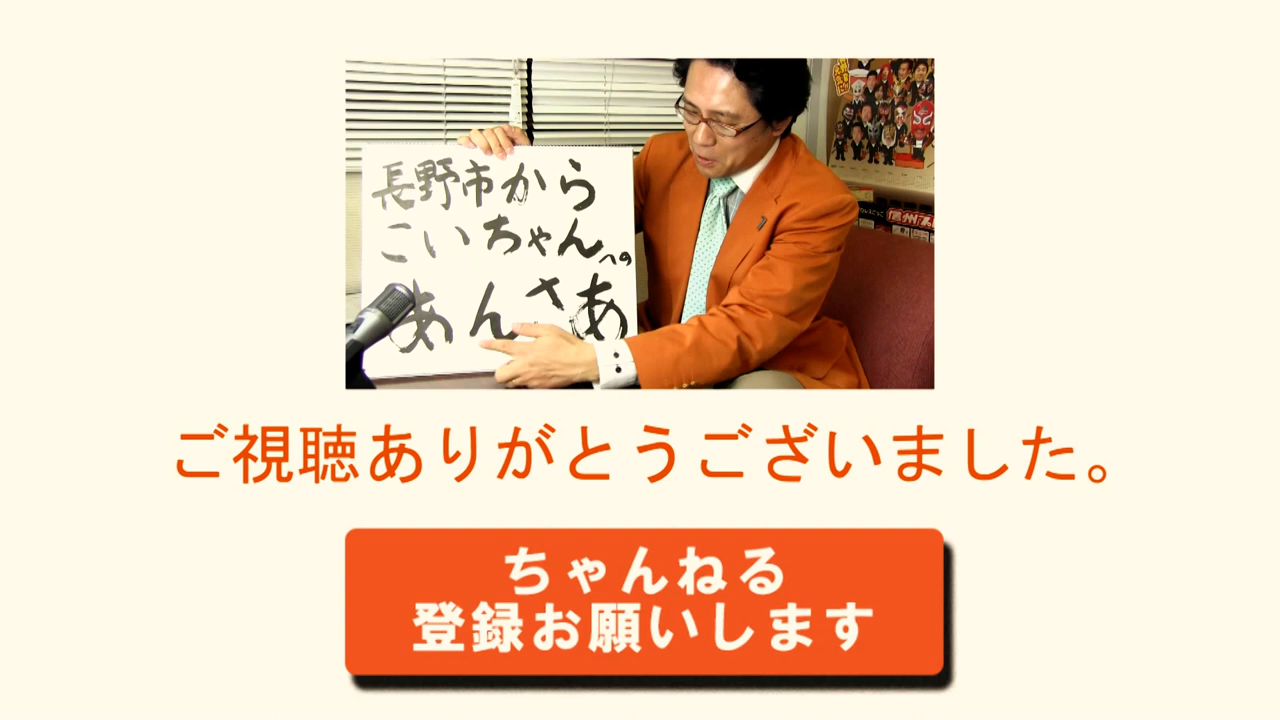 長野市から
こいちゃんへの
あんさあ
信州
ご視聴ありがとうございました。
ちゃんねる
登録お願いします